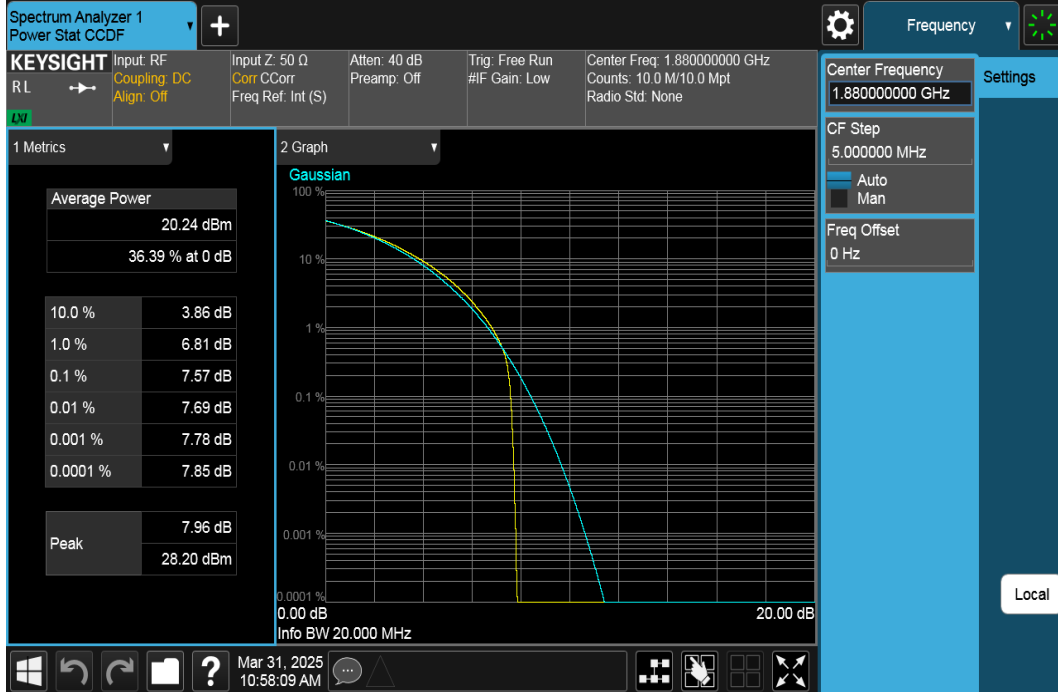 Spectrum Analyzer 1
Power Stat CCDF
Frequency
KEYSIGHT
R L
LXI
Input: RF
Coupling: DC
Align: Off
Input Z: 50 Ω
Corr CCorr
Freq Ref: Int (S)
Atten: 40 dB
Preamp: Off
Trig: Free Run
#IF Gain: Low
Center Freq: 1.880000000 GHz
Counts: 10.0 M/10.0 Mpt
Radio Std: None
Center Frequency
1.880000000 GHz
Settings
CF Step
5.000000 MHz
Auto
Man
Freq Offset
0 Hz
Local
1 Metrics
Average Power
20.24 dBm
36.39 % at 0 dB
10.0 % 3.86 dB
1.0 % 6.81 dB
0.1 % 7.57 dB
0.01 % 7.69 dB
0.001 % 7.78 dB
0.0001 % 7.85 dB
Peak
7.96 dB
28.20 dBm
2 Graph
Gaussian
100 %
10 %
1 %
0.1 %
0.01 %
0.001 %
0.0001 %
0.00 dB 20.00 dB
Info BW 20.000 MHz
?
Mar 31, 2025
10:58:09 AM